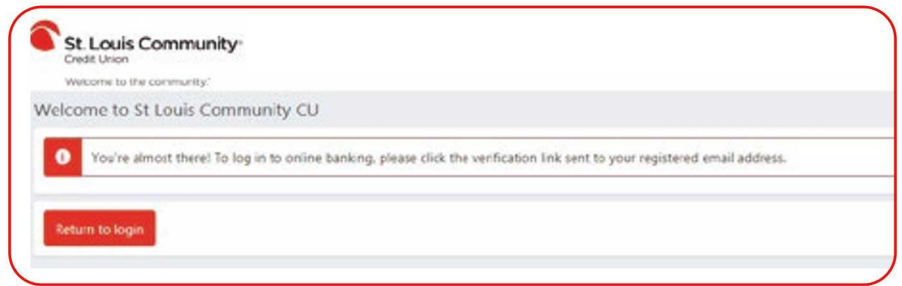 St. Louis Community
Credit Union
Welcome to the community.
Welcome to St Louis Community CU
You're almost there! To log in to online banking, please click the verification link sent to your registered email address.
Return to login